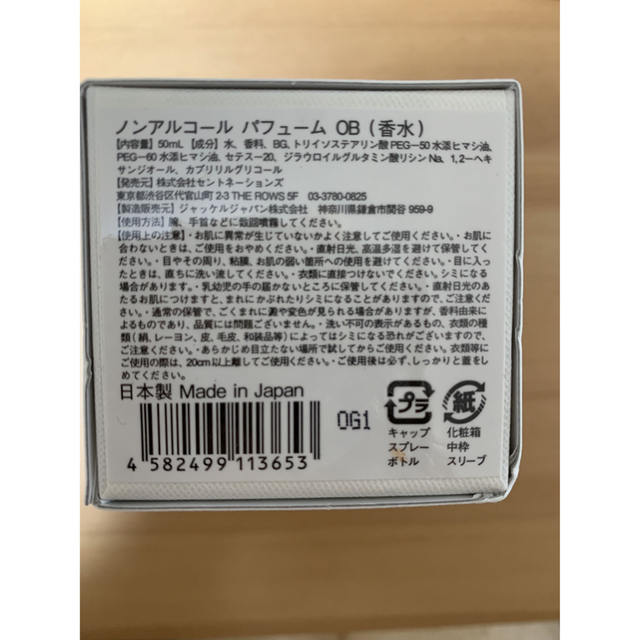 ノンアルコール パフューム OB（香水）
【内容量】50mL【成分】水、香料、BG、トリイソステアリン酸PEG-50水添ヒマシ油、
PEG-60水添ヒマシ油、セテス-20、ジラウロイルグルタミン酸リシンNa、1,2-ヘキ
サンジオール、カプリリルグリコール
【発売元】株式会社セントネーションズ
東京都渋谷区代官山町2-3 THE ROWS 5F　03-3780-0825
【製造販売元】ジャッケルジャパン株式会社　神奈川県鎌倉市関谷 959-9
【使用方法】腕、手首などに数回噴霧してください。
【使用上の注意】・お肌に異常が生じていないかよく注意してご使用ください。・お肌に
合わないときは、ご使用をおやめください。・直射日光、高温多湿を避けて保管してくだ
さい。・目やその周り、粘膜、お肌の弱い箇所への使用を避けてください。・目に入っ
たときは、直ちに洗い流してください。・衣類に直接つけないでください。シミになる
場合があります。・乳幼児の手の届かないところに保管してください。・直射日光のあ
たるお肌につけますと、まれにかぶれたりシミになることがありますので、ご注意ください。
・通常の保管で、ごくまれに澱や変色が見られる場合がありますが、香料由来に
よるものであり、品質には問題ございません。・洗い不可の表示があるもの、衣類の種
類（絹、レーヨン、皮、毛皮、和装品等）によってはシミになる恐れがございますので、
ご注意ください。・あらかじめ目立たない場所で試してからご使用ください。衣類等に
ご使用の際は、20cm以上離してご使用ください。・ご使用後は必ず、しっかりと蓋をし
めてください。
日本製 Made in Japan
OG1
4 582499 113653
プラ
キャップ
スプレー
ボトル
紙
化粧箱
中枠
スリーブ